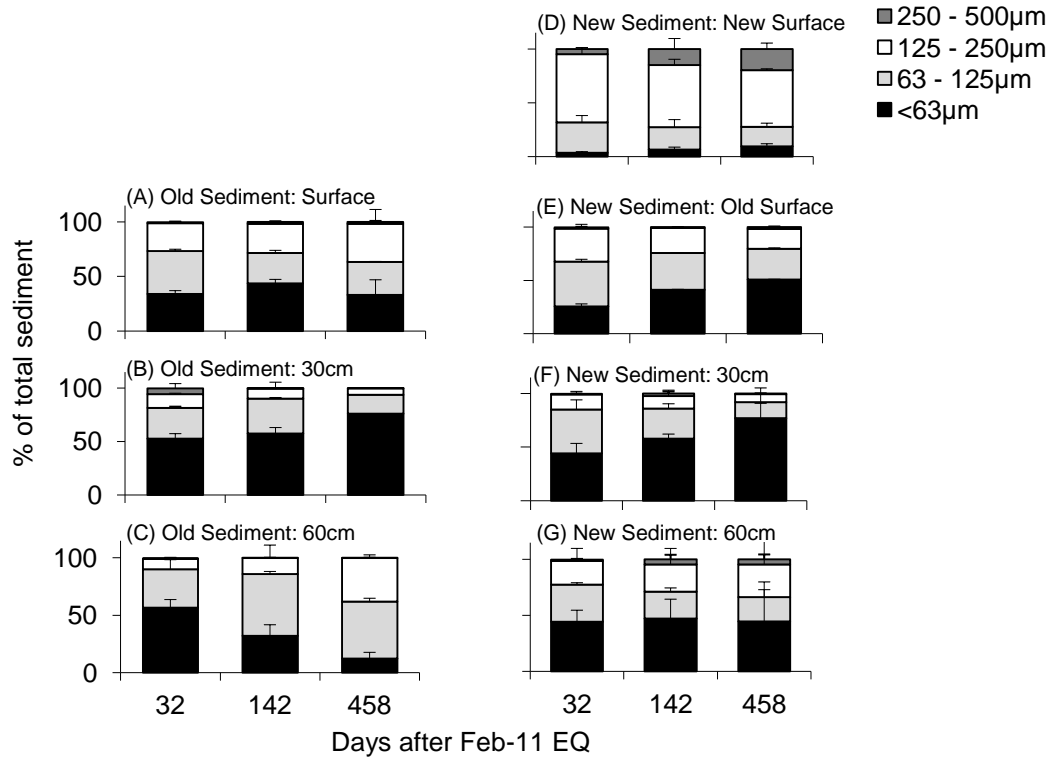 (D) New Sediment: New Surface
250 - 500µm
125 - 250µm
63 - 125µm
<63µm
(A) Old Sediment: Surface
(E) New Sediment: Old Surface
100
50
0
% of total sediment
(B) Old Sediment: 30cm
(F) New Sediment: 30cm
100
50
0
(C) Old Sediment: 60cm
(G) New Sediment: 60cm
100
50
0
32 142 458
32 142 458
Days after Feb-11 EQ